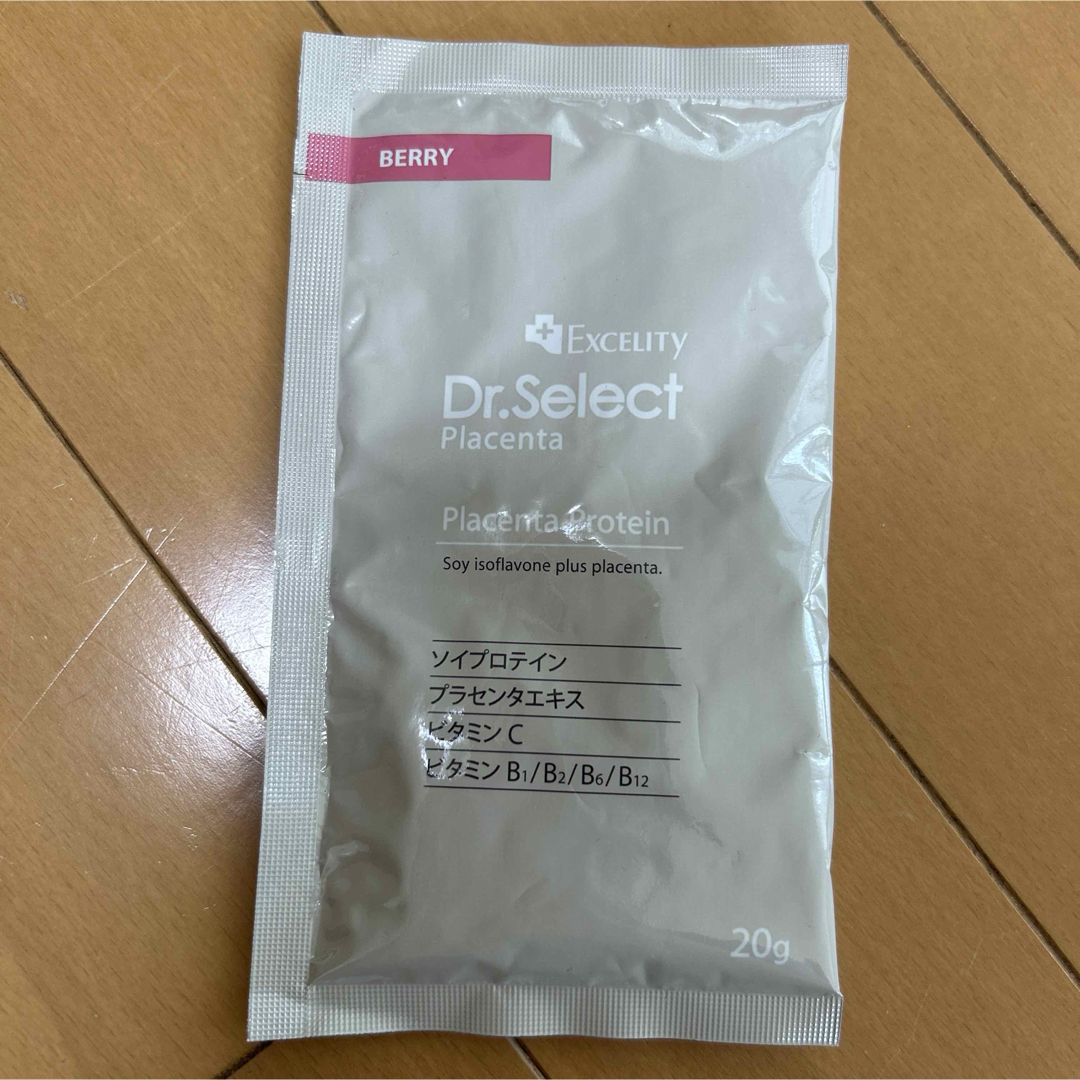 BERRY
EXCELITY
Dr.Select
Placenta
Placenta Protein
Soy isoflavone plus placenta.
ソイプロテイン
プラセンタエキス
ビタミン C
ビタミン B1/B2/B6/B12
20g